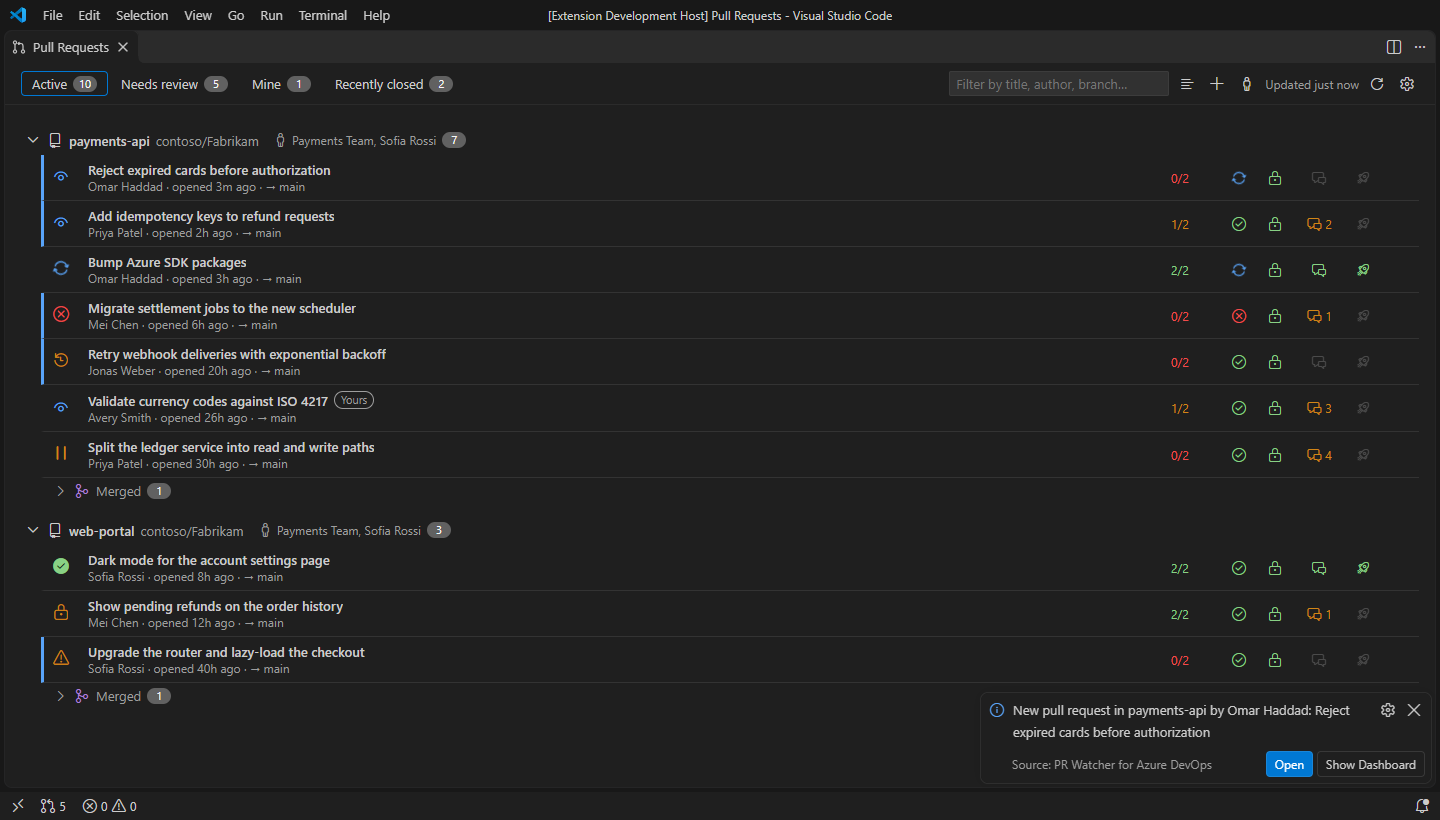 File Edit Selection View Go Run Terminal Help
[Extension Development Host] Pull Requests - Visual Studio Code
Pull Requests
Active 10 Needs review 5 Mine 1 Recently closed 2
Filter by title, author, branch...
Updated just now
payments-api contoso/Fabrikam Payments Team, Sofia Rossi 7
Reject expired cards before authorization
Omar Haddad · opened 3m ago · → main
0/2
Add idempotency keys to refund requests
Priya Patel · opened 2h ago · → main
1/2 2
Bump Azure SDK packages
Omar Haddad · opened 3h ago · → main
2/2
Migrate settlement jobs to the new scheduler
Mei Chen · opened 6h ago · → main
0/2 1
Retry webhook deliveries with exponential backoff
Jonas Weber · opened 20h ago · → main
0/2
Validate currency codes against ISO 4217 Yours
Avery Smith · opened 26h ago · → main
1/2 3
Split the ledger service into read and write paths
Priya Patel · opened 30h ago · → main
0/2 4
Merged 1
web-portal contoso/Fabrikam Payments Team, Sofia Rossi 3
Dark mode for the account settings page
Sofia Rossi · opened 8h ago · → main
2/2
Show pending refunds on the order history
Mei Chen · opened 12h ago · → main
2/2 1
Upgrade the router and lazy-load the checkout
Sofia Rossi · opened 40h ago · → main
0/2
Merged 1
New pull request in payments-api by Omar Haddad: Reject
expired cards before authorization
Source: PR Watcher for Azure DevOps
Open Show Dashboard
5 0 0